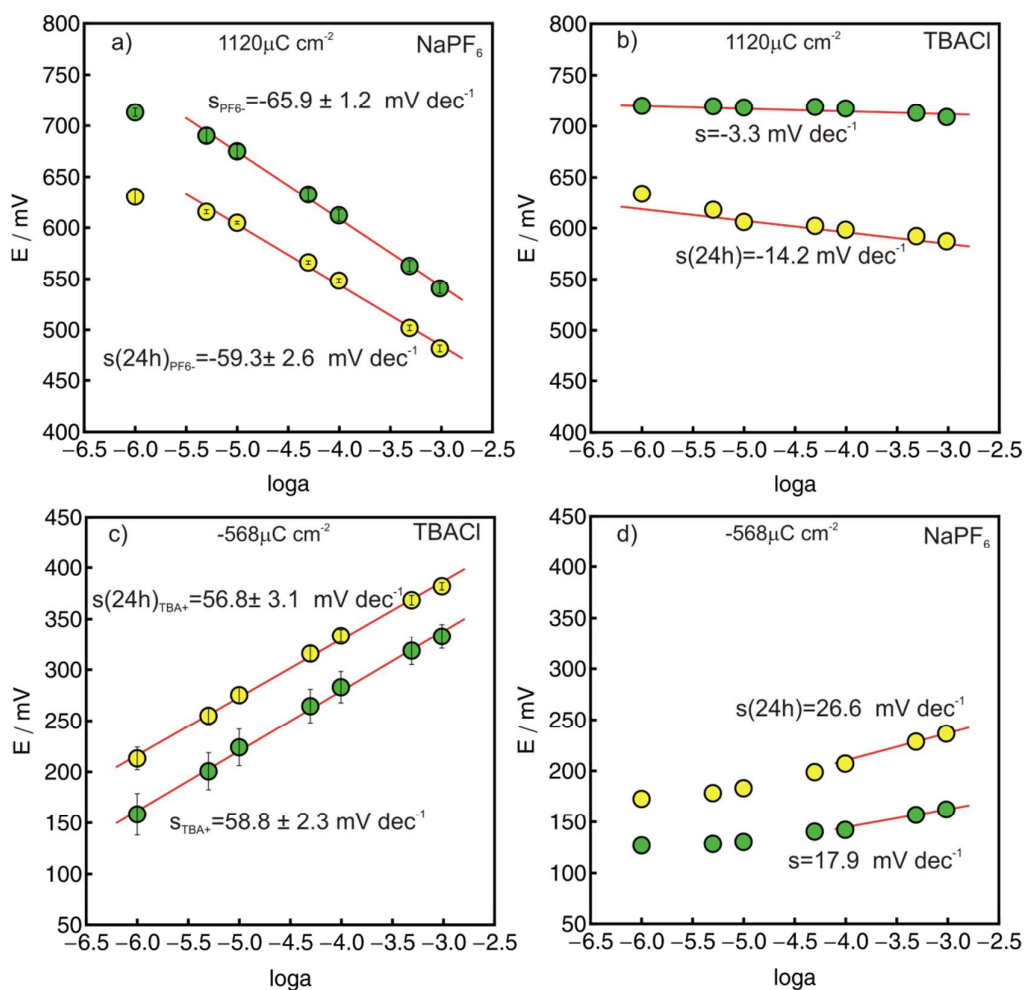 a) 1120μC cm⁻² NaPF₆
s_PF6-=-65.9 ± 1.2 mV dec⁻¹
s(24h)_PF6-=-59.3± 2.6 mV dec⁻¹
E / mV
800
750
700
650
600
550
500
450
400
−6.5 −6.0 −5.5 −5.0 −4.5 −4.0 −3.5 −3.0 −2.5
loga
b) 1120μC cm⁻² TBACl
s=-3.3 mV dec⁻¹
s(24h)=-14.2 mV dec⁻¹
E / mV
800
750
700
650
600
550
500
450
400
−6.5 −6.0 −5.5 −5.0 −4.5 −4.0 −3.5 −3.0 −2.5
loga
c) -568μC cm⁻² TBACl
s(24h)_TBA+=56.8± 3.1 mV dec⁻¹
s_TBA+=58.8 ± 2.3 mV dec⁻¹
E / mV
450
400
350
300
250
200
150
100
50
−6.5 −6.0 −5.5 −5.0 −4.5 −4.0 −3.5 −3.0 −2.5
loga
d) -568μC cm⁻² NaPF₆
s(24h)=26.6 mV dec⁻¹
s=17.9 mV dec⁻¹
E / mV
450
400
350
300
250
200
150
100
50
−6.5 −6.0 −5.5 −5.0 −4.5 −4.0 −3.5 −3.0 −2.5
loga